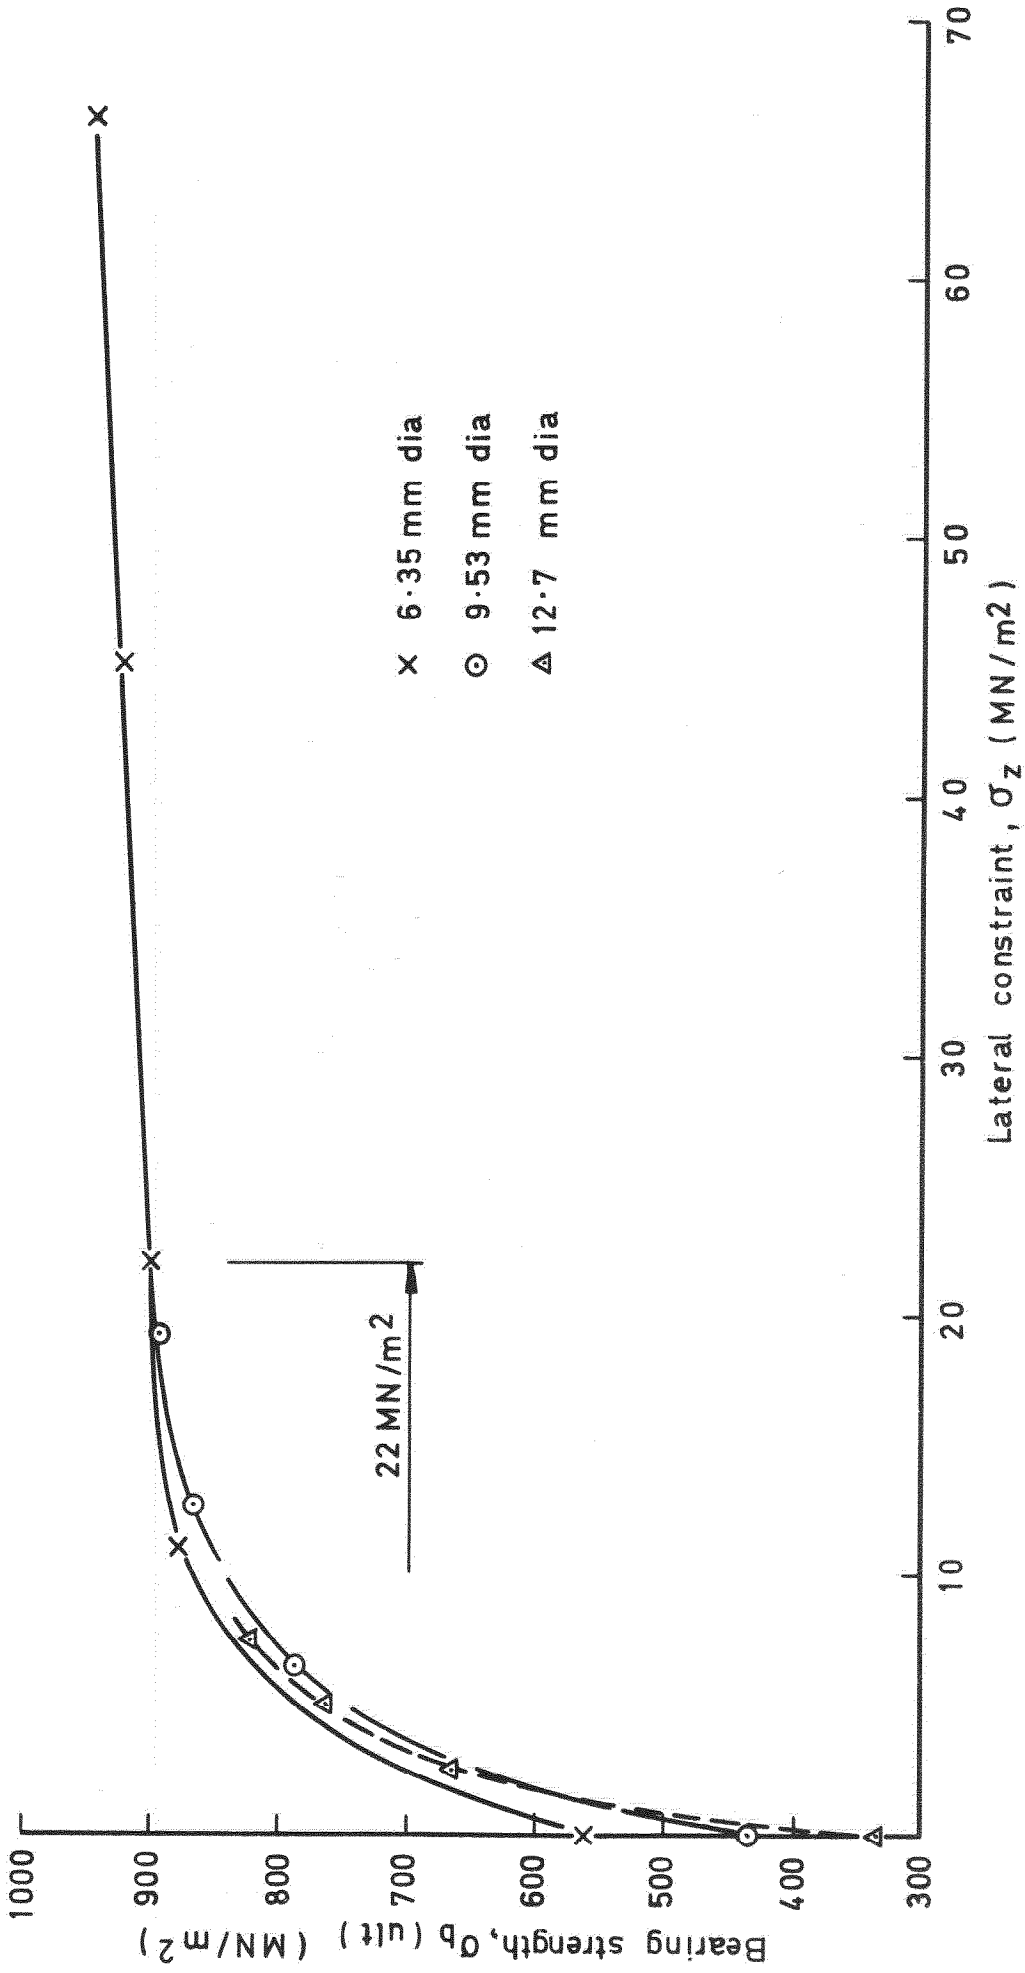 Bearing strength, σb (ult) (MN/m2)
1000
900
800
700
600
500
400
300
22 MN/m2
× 6·35 mm dia
⊙ 9·53 mm dia
△ 12·7 mm dia
10
20
30
40
50
60
70
Lateral constraint, σz (MN/m2)